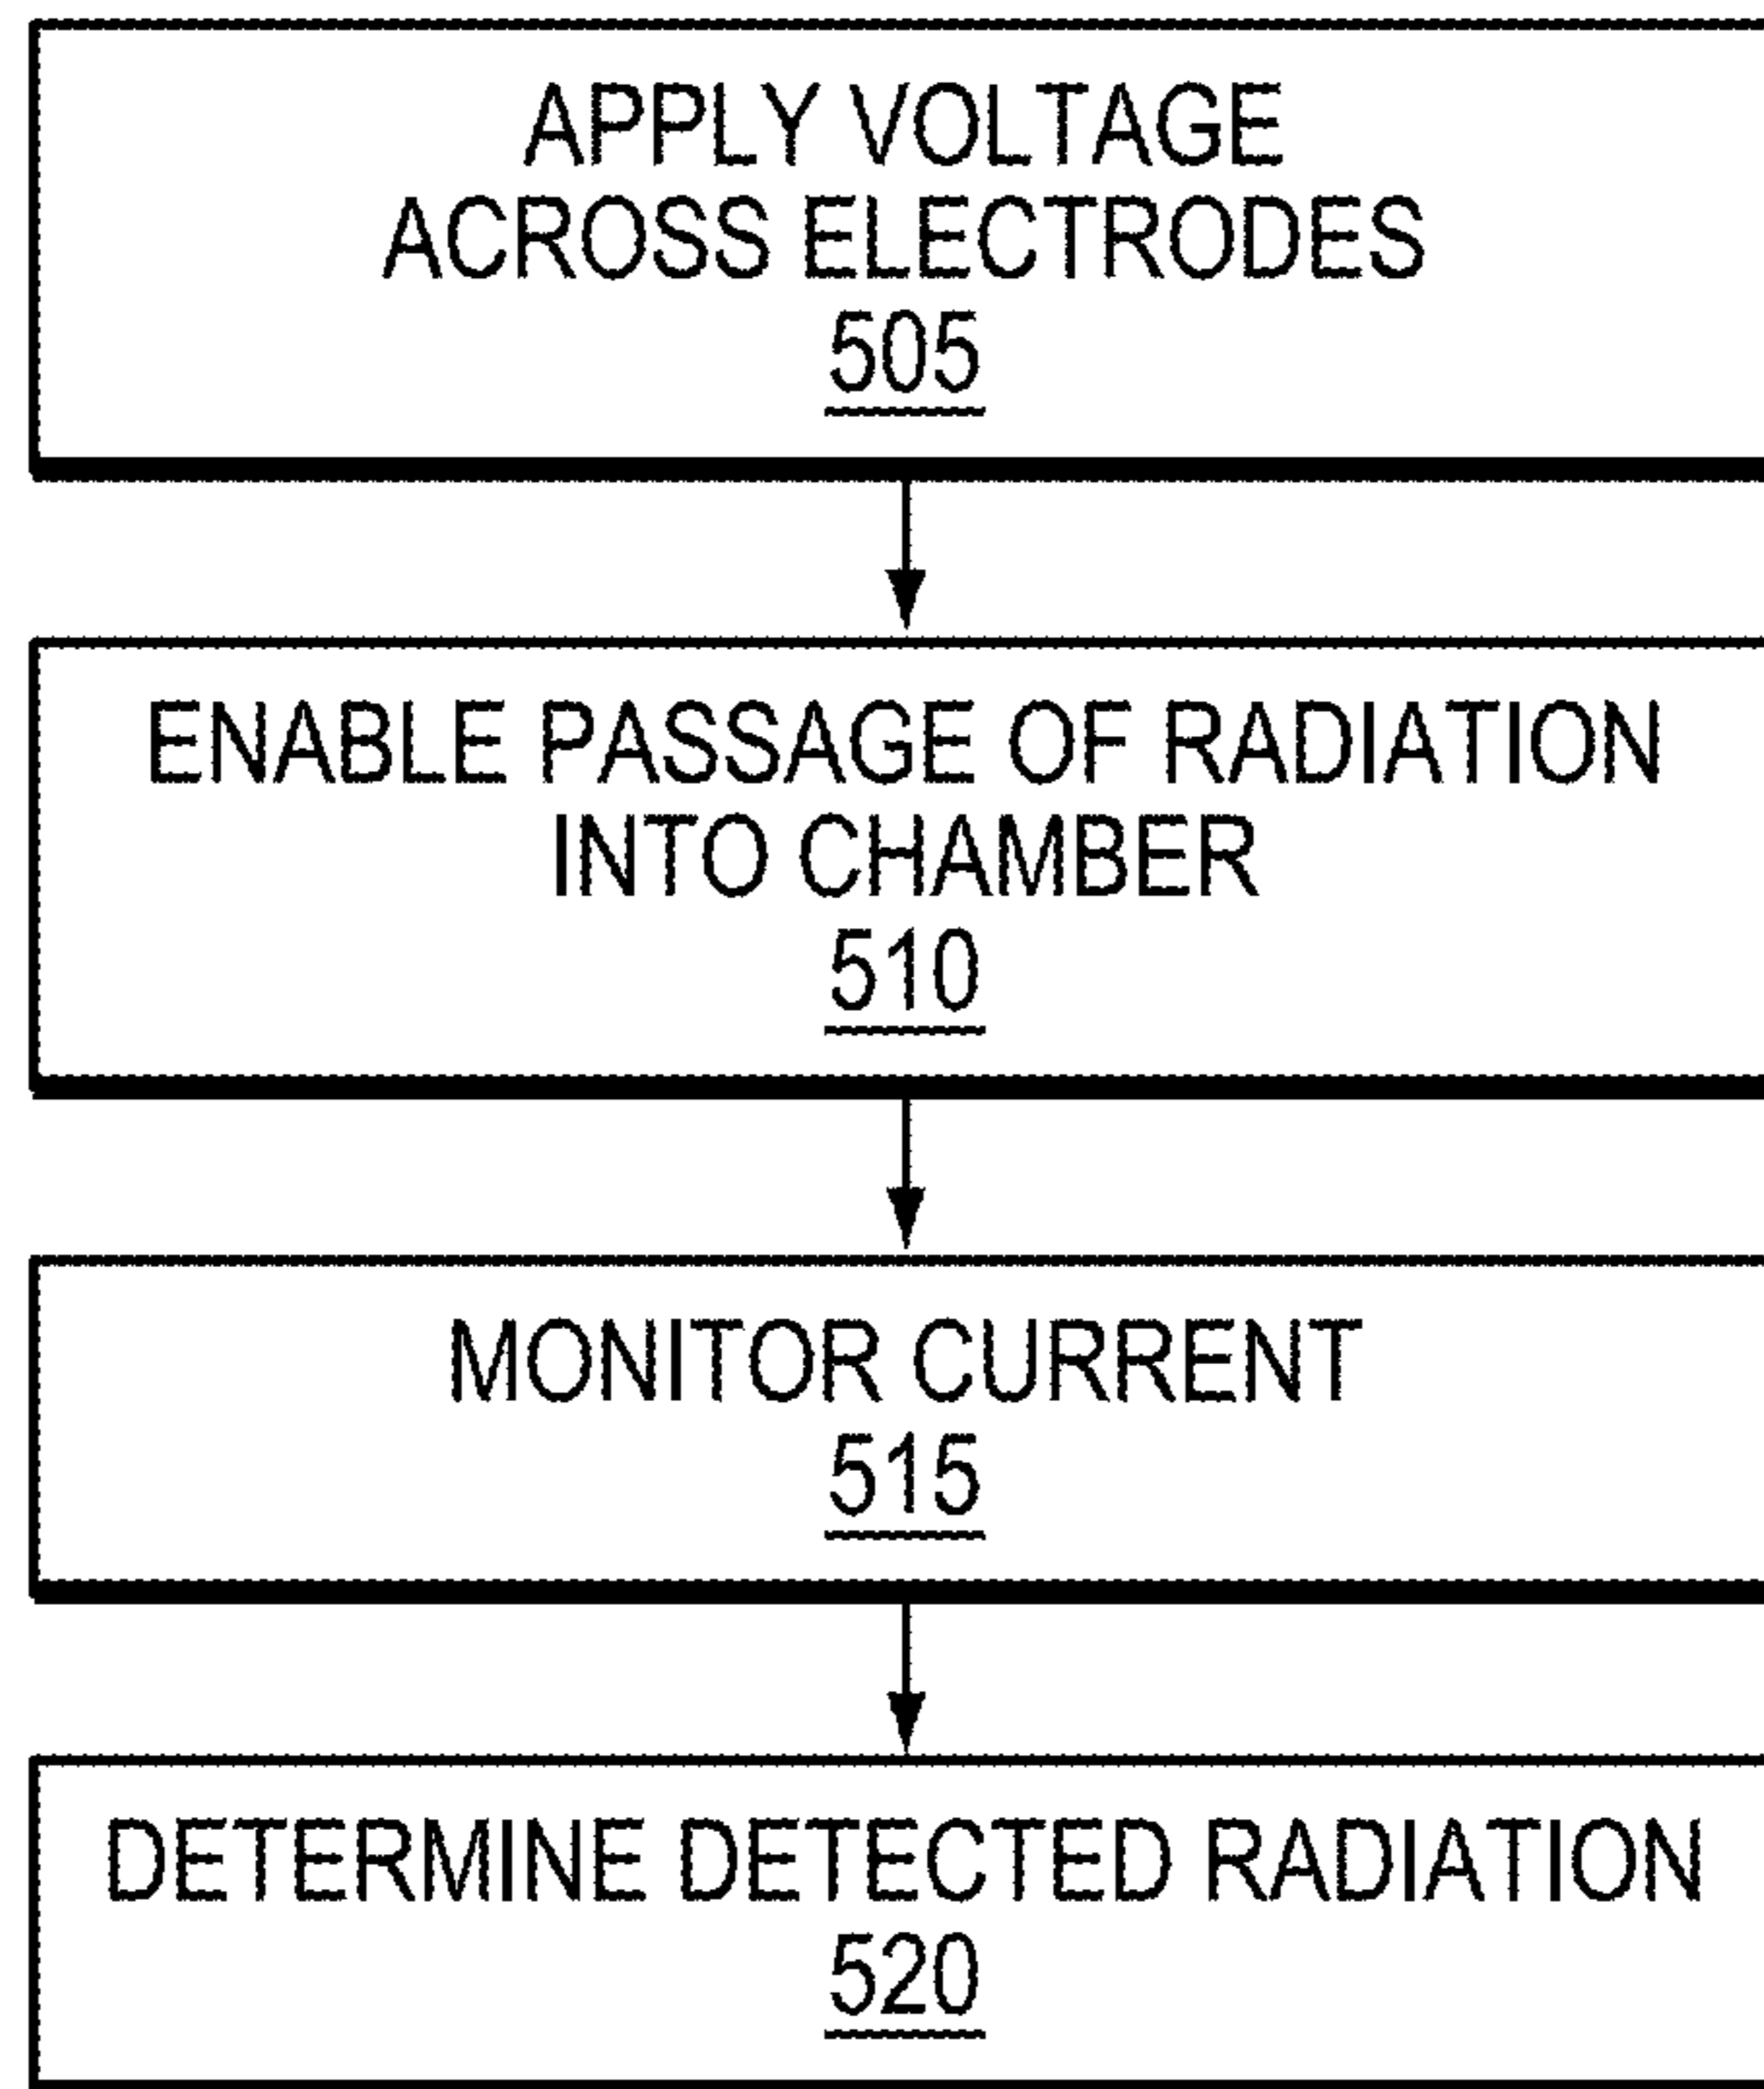 APPLY VOLTAGE
ACROSS ELECTRODES
505
ENABLE PASSAGE OF RADIATION
INTO CHAMBER
510
MONITOR CURRENT
515
DETERMINE DETECTED RADIATION
520